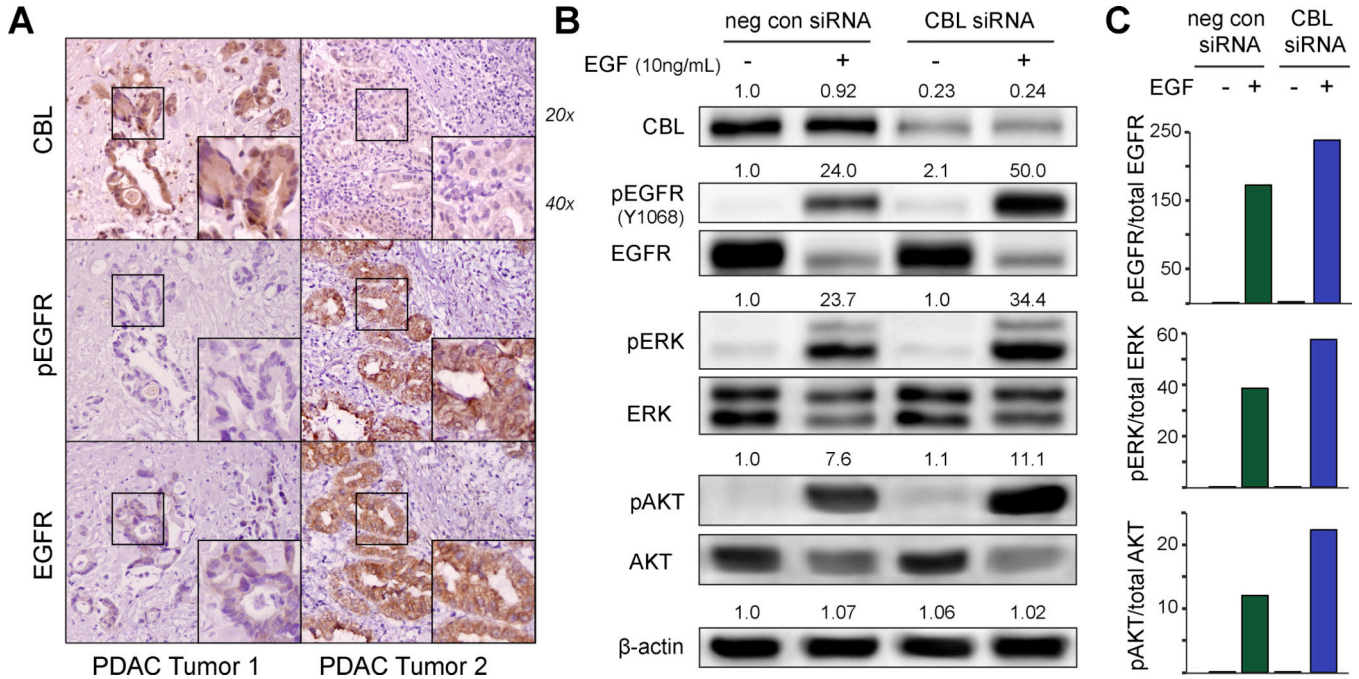 A
CBL
pEGFR
EGFR
20x
40x
PDAC Tumor 1
PDAC Tumor 2
B
neg con siRNA
CBL siRNA
EGF (10ng/mL)
- + - +
1.0 0.92 0.23 0.24
CBL
1.0 24.0 2.1 50.0
pEGFR
(Y1068)
EGFR
1.0 23.7 1.0 34.4
pERK
ERK
1.0 7.6 1.1 11.1
pAKT
AKT
1.0 1.07 1.06 1.02
β-actin
C
neg con
siRNA
CBL
siRNA
EGF - + - +
pEGFR/total EGFR
250
150
50
pERK/total ERK
60
40
20
pAKT/total AKT
20
10